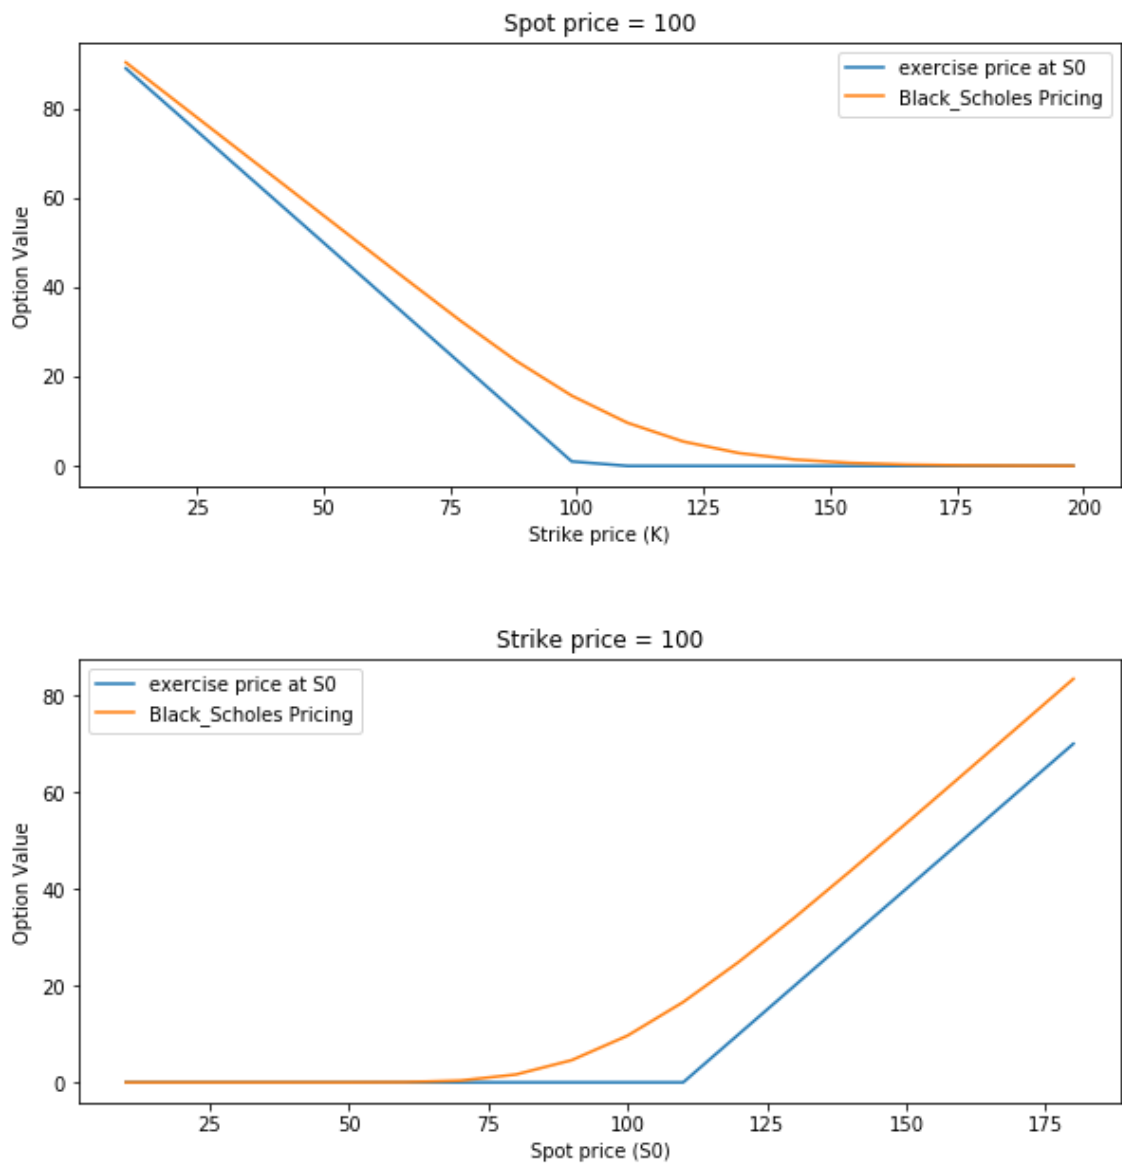 Spot price = 100
exercise price at S0
Black_Scholes Pricing
Option Value
80
60
40
20
0
25 50 75 100 125 150 175 200
Strike price (K)
Strike price = 100
exercise price at S0
Black_Scholes Pricing
Option Value
80
60
40
20
0
25 50 75 100 125 150 175
Spot price (S0)